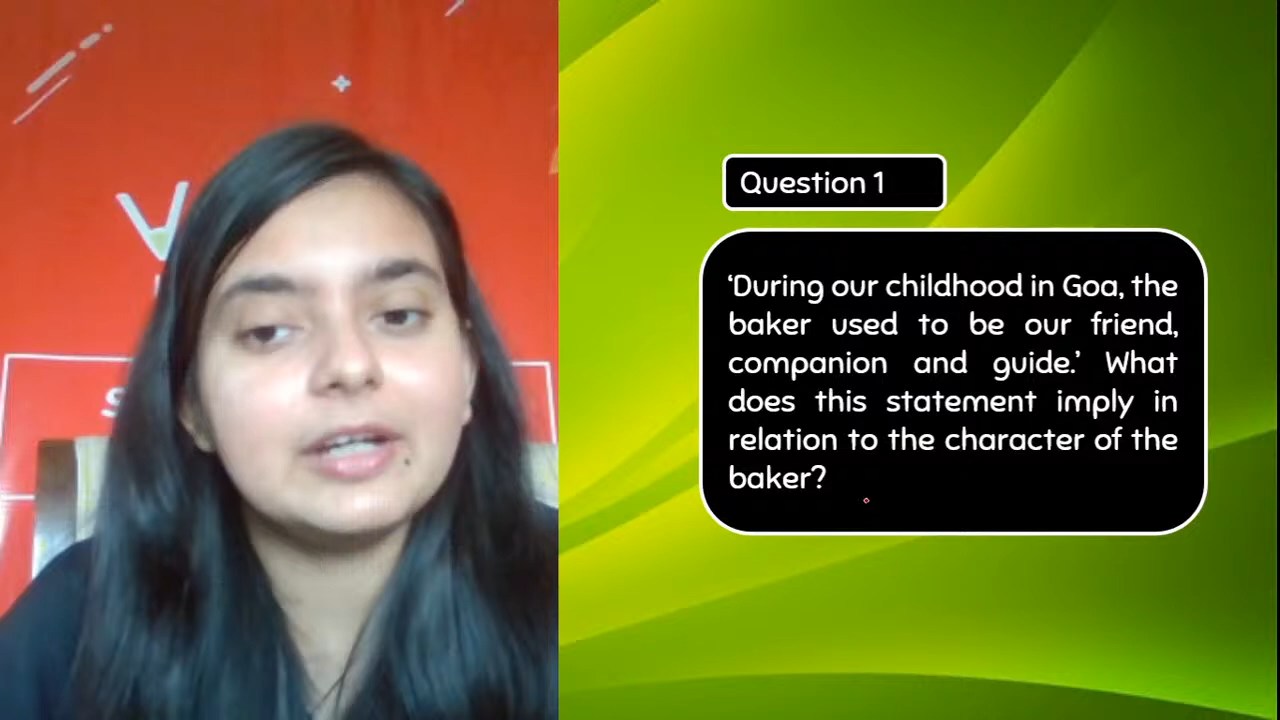 Question 1
‘During our childhood in Goa, the
baker used to be our friend,
companion and guide.’ What
does this statement imply in
relation to the character of the
baker?